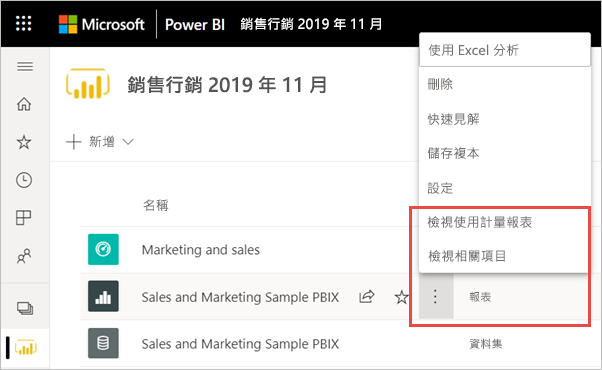 Microsoft Power BI 銷售行銷 2019 年 11 月
銷售行銷 2019 年 11 月
新增
名稱
Marketing and sales
Sales and Marketing Sample PBIX 報表
Sales and Marketing Sample PBIX 資料集
使用 Excel 分析
刪除
快速見解
儲存複本
設定
檢視使用計量報表
檢視相關項目